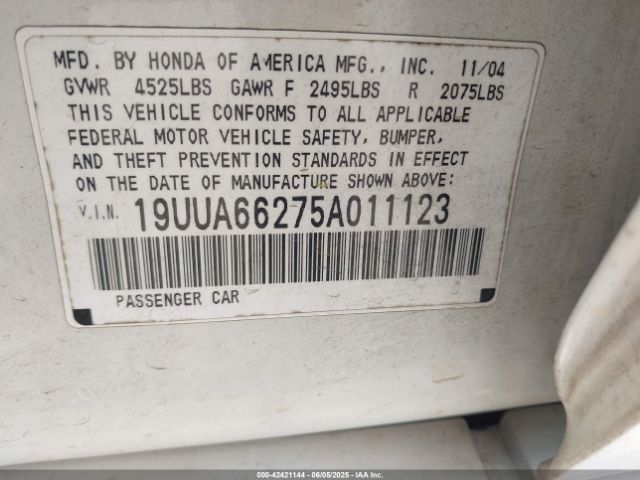 MFD. BY HONDA OF AMERICA MFG., INC. 11/04
GVWR 4525LBS GAWR F 2495LBS R 2075LBS
THIS VEHICLE CONFORMS TO ALL APPLICABLE
FEDERAL MOTOR VEHICLE SAFETY, BUMPER,
AND THEFT PREVENTION STANDARDS IN EFFECT
ON THE DATE OF MANUFACTURE SHOWN ABOVE:
V.I.N. 19UUA66275A011123
PASSENGER CAR
000-42421144 - 06/05/2025 - IAAI.COM